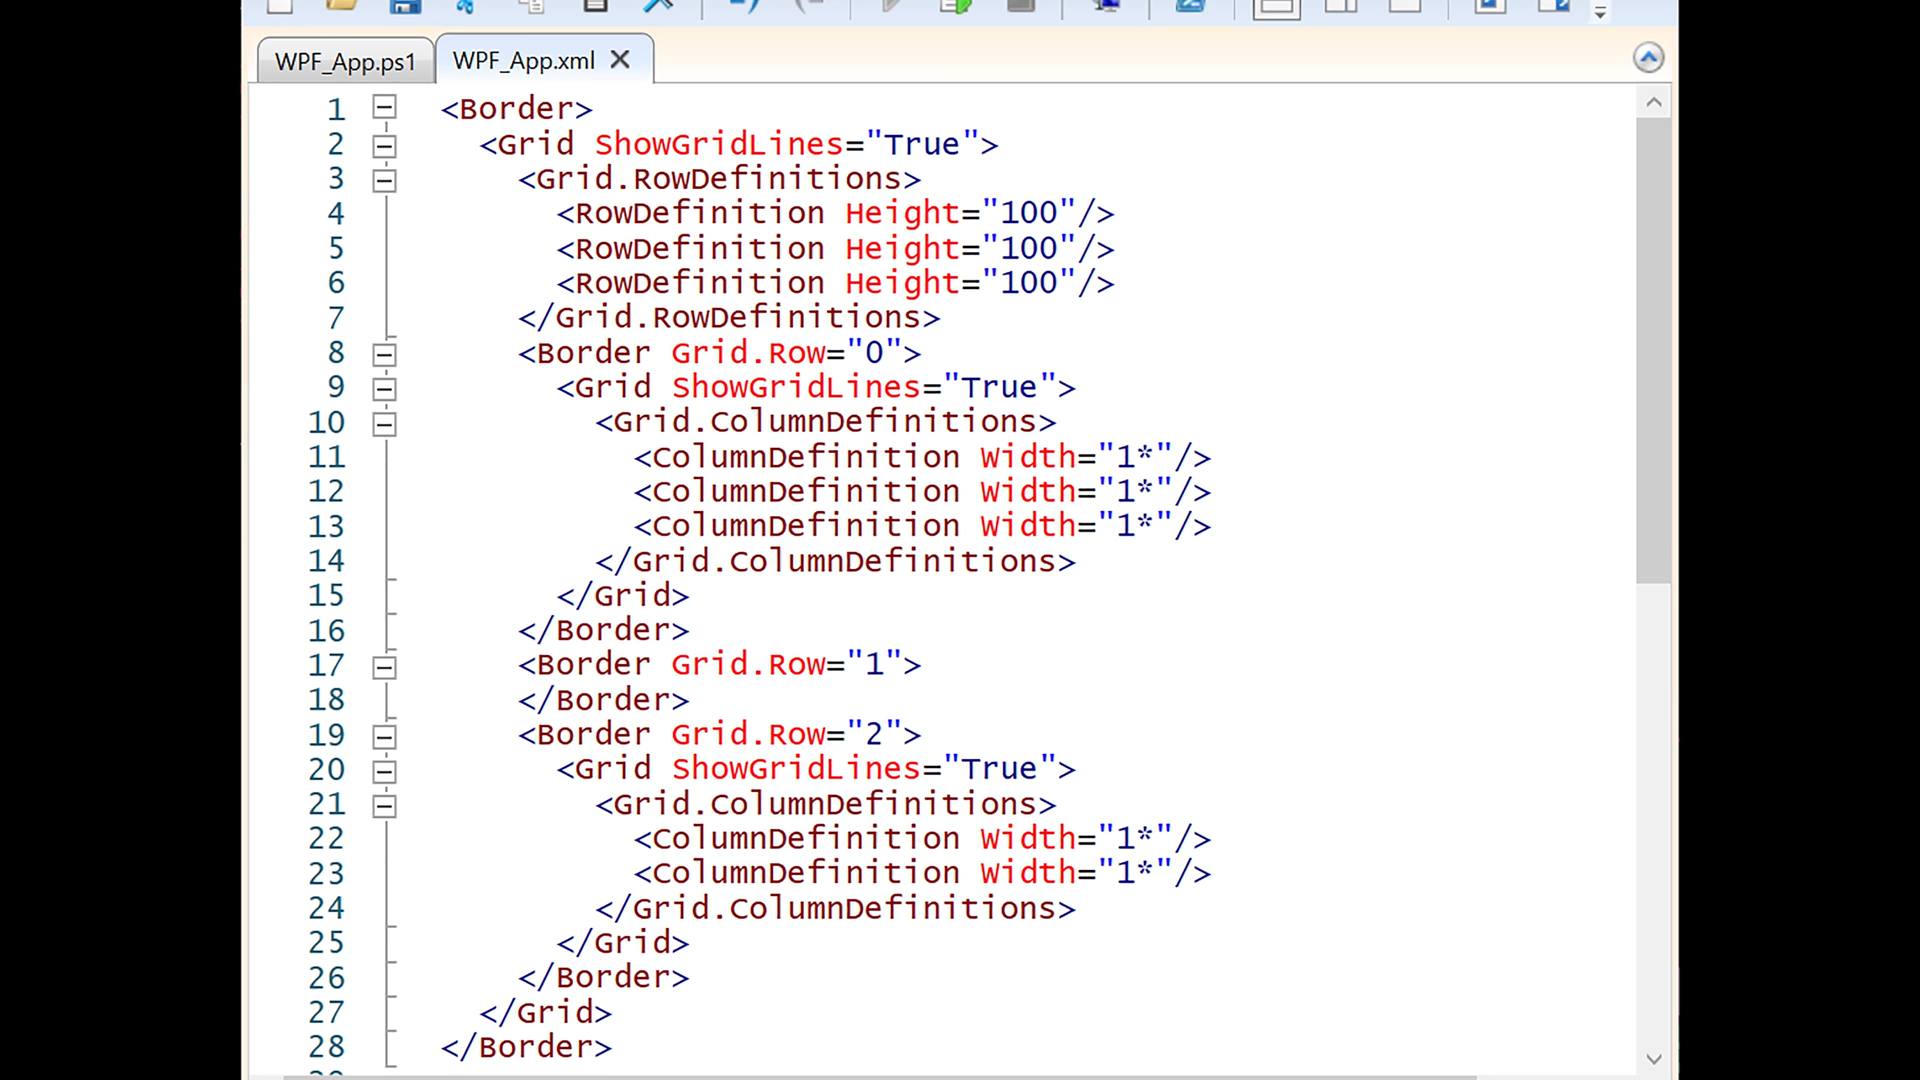 WPF_App.ps1 WPF_App.xml
1 <Border>
2 <Grid ShowGridLines="True">
3 <Grid.RowDefinitions>
4 <RowDefinition Height="100"/>
5 <RowDefinition Height="100"/>
6 <RowDefinition Height="100"/>
7 </Grid.RowDefinitions>
8 <Border Grid.Row="0">
9 <Grid ShowGridLines="True">
10 <Grid.ColumnDefinitions>
11 <ColumnDefinition Width="1*"/>
12 <ColumnDefinition Width="1*"/>
13 <ColumnDefinition Width="1*"/>
14 </Grid.ColumnDefinitions>
15 </Grid>
16 </Border>
17 <Border Grid.Row="1">
18 </Border>
19 <Border Grid.Row="2">
20 <Grid ShowGridLines="True">
21 <Grid.ColumnDefinitions>
22 <ColumnDefinition Width="1*"/>
23 <ColumnDefinition Width="1*"/>
24 </Grid.ColumnDefinitions>
25 </Grid>
26 </Border>
27 </Grid>
28 </Border>